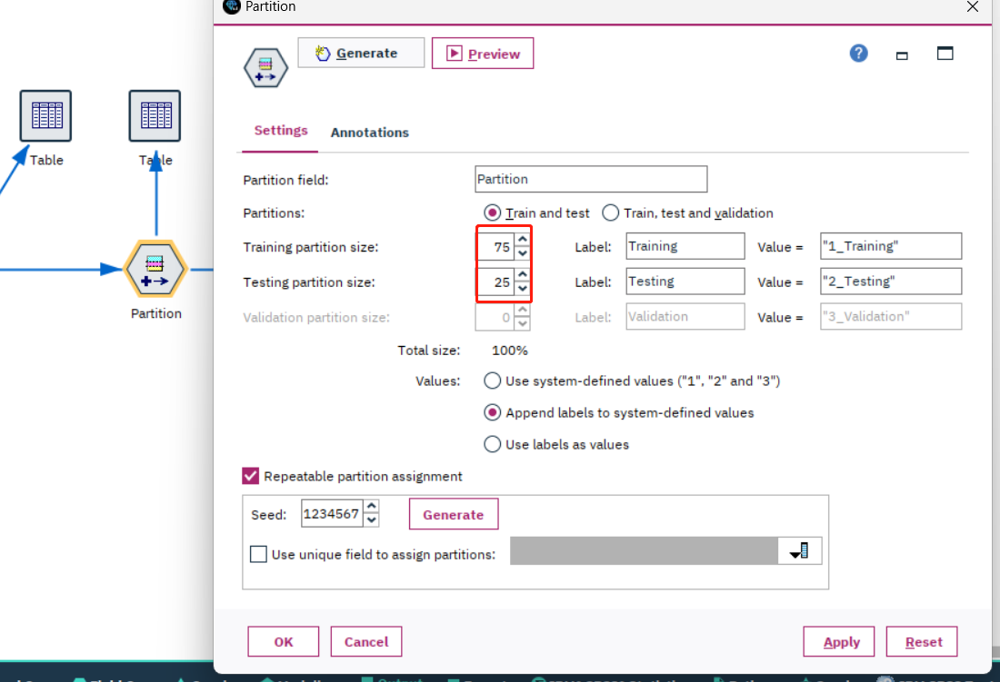 Partition
Generate
Preview
?
Settings Annotations
Table
Partition field: Partition
Partitions: Train and test Train, test and validation
Training partition size: 75 Label: Training Value = "1_Training"
Testing partition size: 25 Label: Testing Value = "2_Testing"
Partition
Validation partition size: 0 Label: Validation Value = "3_Validation"
Total size: 100%
Values: Use system-defined values ("1", "2" and "3")
Append labels to system-defined values
Use labels as values
Repeatable partition assignment
Seed: 1234567 Generate
Use unique field to assign partitions:
OK Cancel Apply Reset